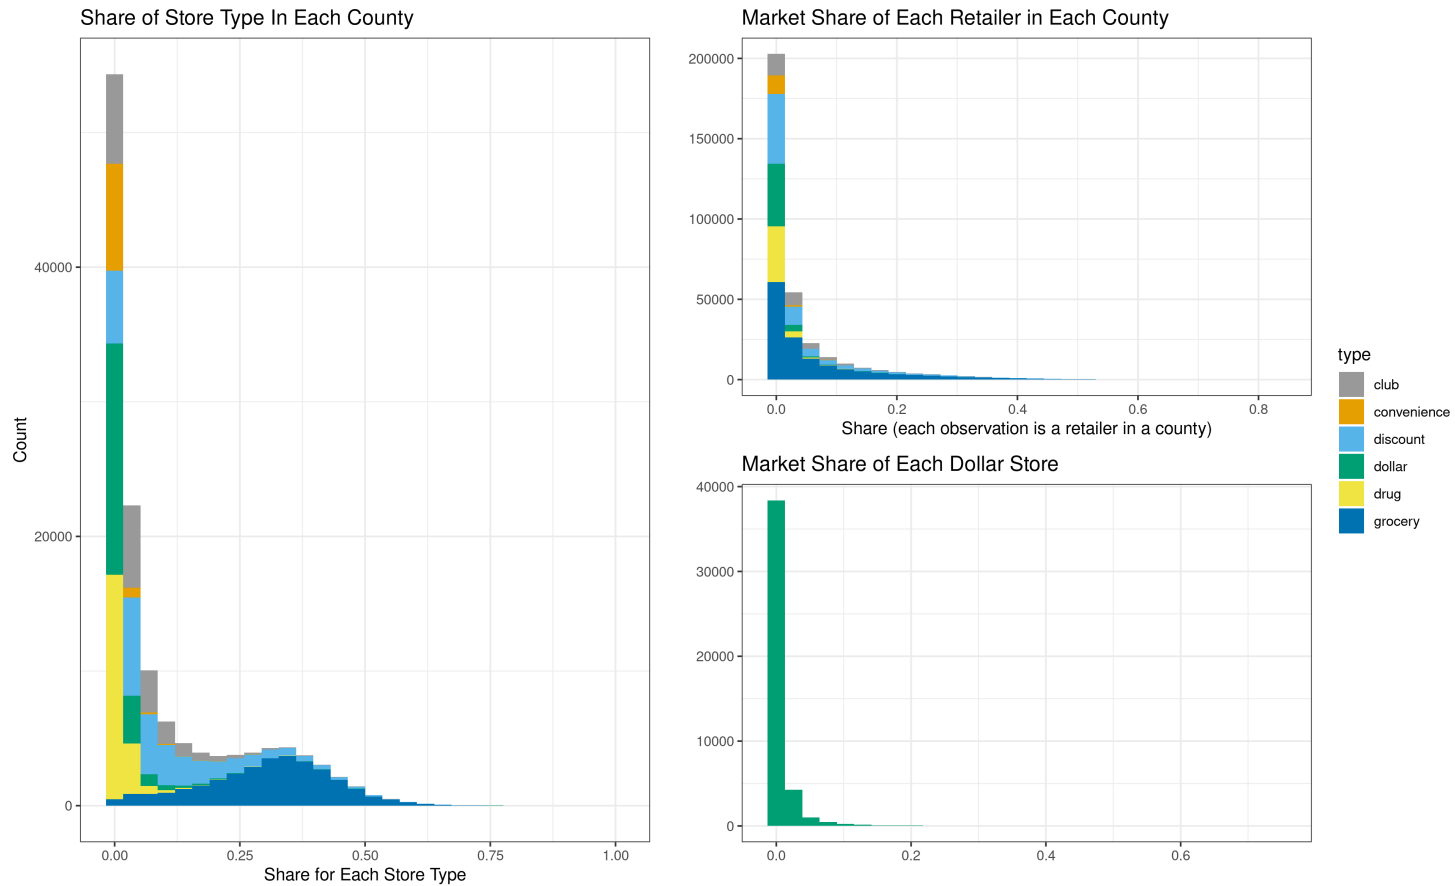 Share of Store Type In Each County
Count
40000
20000
0
0.00 0.25 0.50 0.75 1.00
Share for Each Store Type
Market Share of Each Retailer in Each County
200000
150000
100000
50000
0
0.0 0.2 0.4 0.6 0.8
Share (each observation is a retailer in a county)
Market Share of Each Dollar Store
40000
30000
20000
10000
0
0.0 0.2 0.4 0.6
type
club
convenience
discount
dollar
drug
grocery